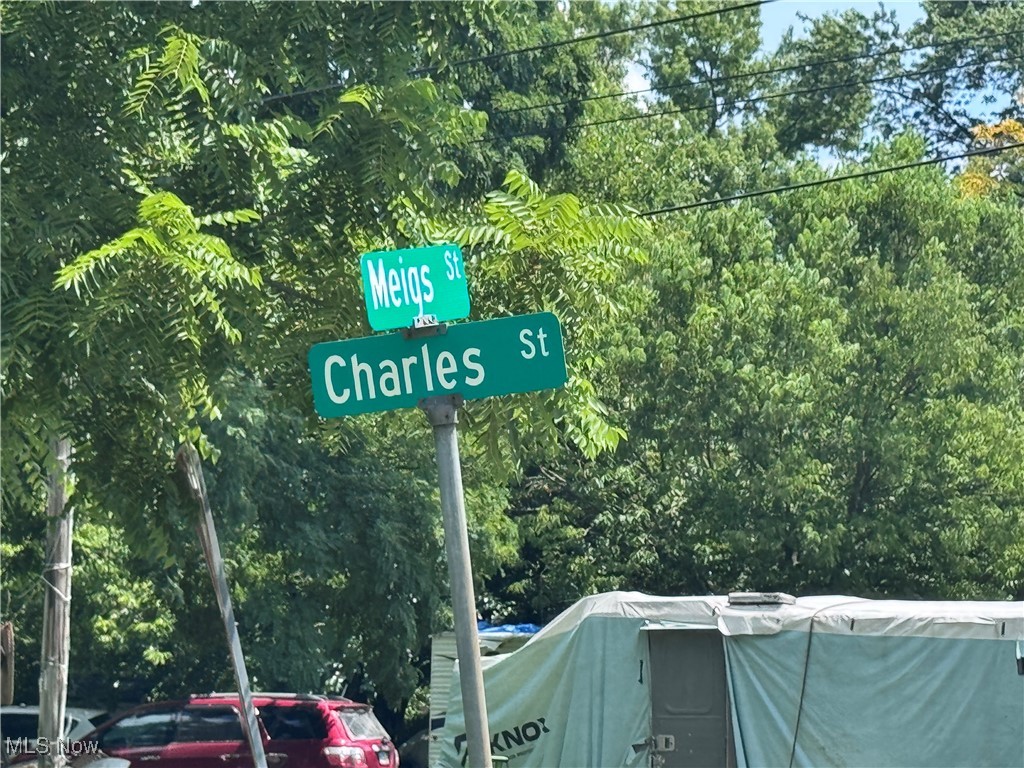 Meigs St
Charles St
KNOX
MLS Now